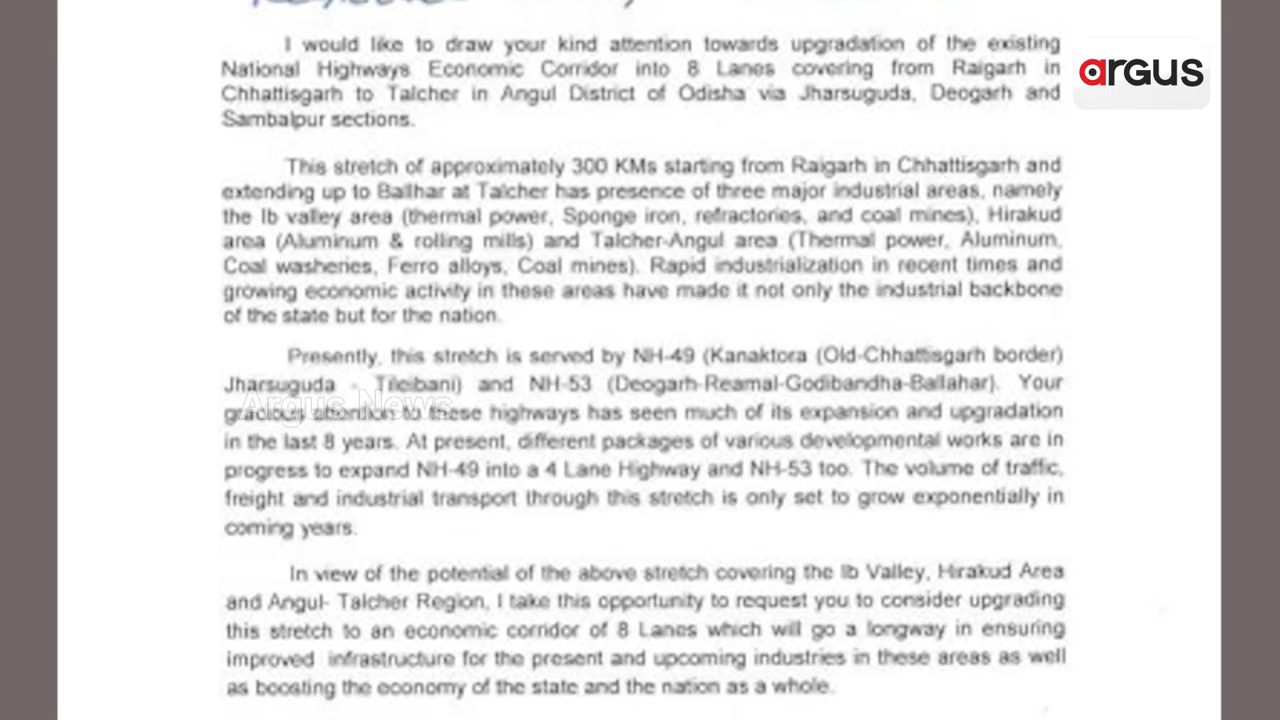 I would like to draw your kind attention towards upgradation of the existing
National Highways Economic Corridor into 8 Lanes covering from Raigarh in
Chhattisgarh to Talcher in Angul District of Odisha via Jharsuguda, Deogarh and
Sambalpur sections.
argus
This stretch of approximately 300 KMs starting from Raigarh in Chhattisgarh and
extending up to Ballhar at Talcher has presence of three major industrial areas, namely
the Ib valley area (thermal power, Sponge iron, refractories, and coal mines), Hirakud
area (Aluminum & rolling mills) and Talcher-Angul area (Thermal power, Aluminum,
Coal washeries, Ferro alloys, Coal mines). Rapid industrialization in recent times and
growing economic activity in these areas have made it not only the industrial backbone
of the state but for the nation.
Presently, this stretch is served by NH-49 (Kanaktora (Old-Chhattisgarh border)
Jharsuguda - Tileibani) and NH-53 (Deogarh-Reamal-Godibandha-Ballahar). Your
Argus News
gracious attention to these highways has seen much of its expansion and upgradation
in the last 8 years. At present, different packages of various developmental works are in
progress to expand NH-49 into a 4 Lane Highway and NH-53 too. The volume of traffic,
freight and industrial transport through this stretch is only set to grow exponentially in
coming years.
In view of the potential of the above stretch covering the Ib Valley, Hirakud Area
and Angul- Talcher Region, I take this opportunity to request you to consider upgrading
this stretch to an economic corridor of 8 Lanes which will go a longway in ensuring
improved infrastructure for the present and upcoming industries in these areas as well
as boosting the economy of the state and the nation as a whole.